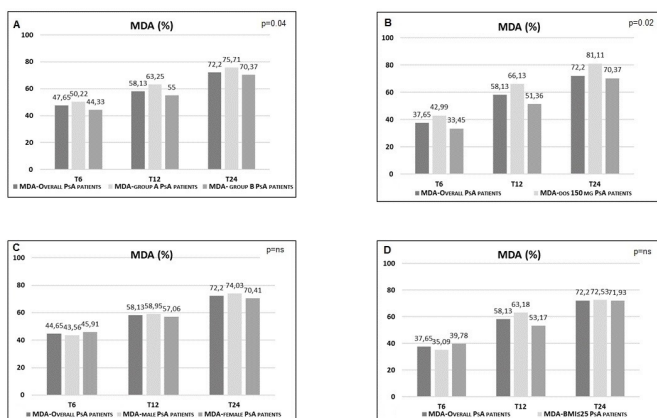 A
MDA (%)
p=0.04
100
80
60
40
20
0
47,65
50,22
44,33
58,13
63,25
55
72,2
75,71
70,37
T6
T12
T24
MDA-Overall PsA patients
MDA-group A PsA patients
MDA- group B PsA patients
B
MDA (%)
p=0.02
100
80
60
40
20
0
37,65
42,99
33,45
58,13
66,13
51,36
72,2
81,11
70,37
T6
T12
T24
MDA-Overall PsA patients
MDA-dos 150 mg PsA patients
C
MDA (%)
p=ns
100
80
60
40
20
0
44,65
43,56
45,91
58,13
58,95
57,06
72,2
74,03
70,41
T6
T12
T24
MDA-Overall PsA patients
MDA-male PsA patients
MDA-female PsA patients
D
MDA (%)
p=ns
100
80
60
40
20
0
37,65
35,09
39,78
58,13
63,18
53,17
72,2
72,53
71,93
T6
T12
T24
MDA-Overall PsA patients
MDA-BMI≤25 PsA patients